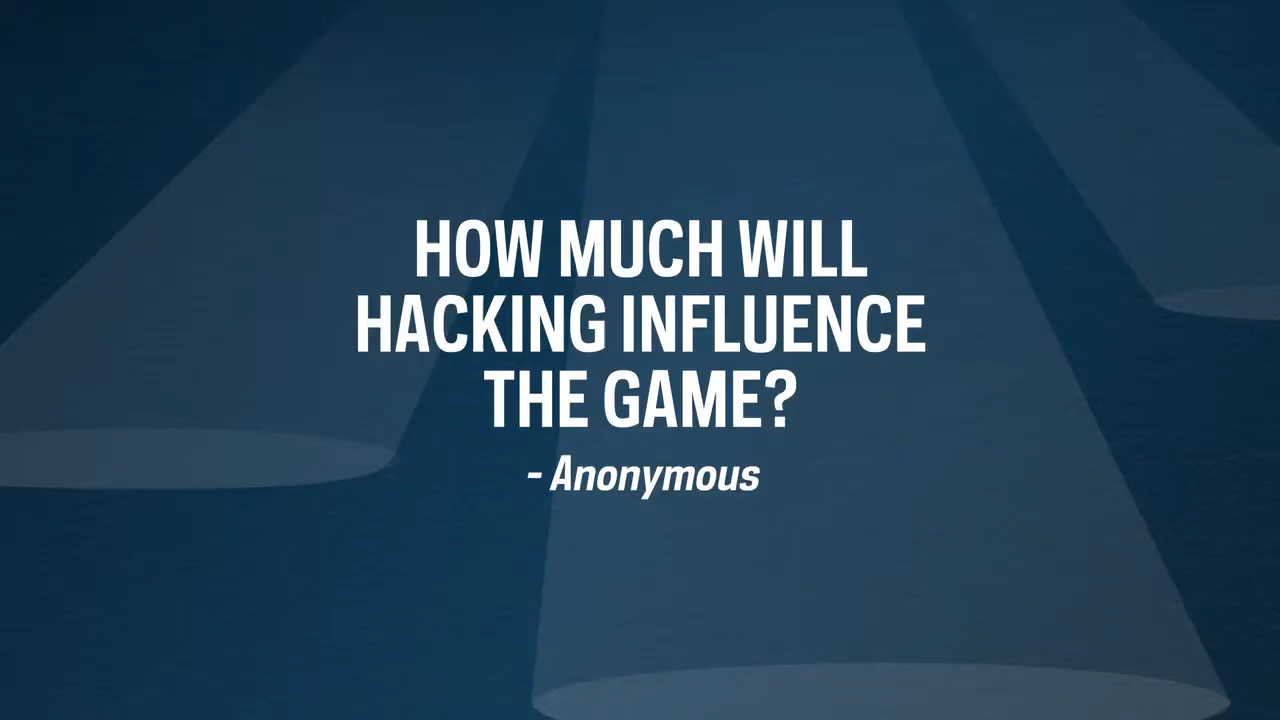 HOW MUCH WILL
HACKING INFLUENCE
THE GAME?
- Anonymous